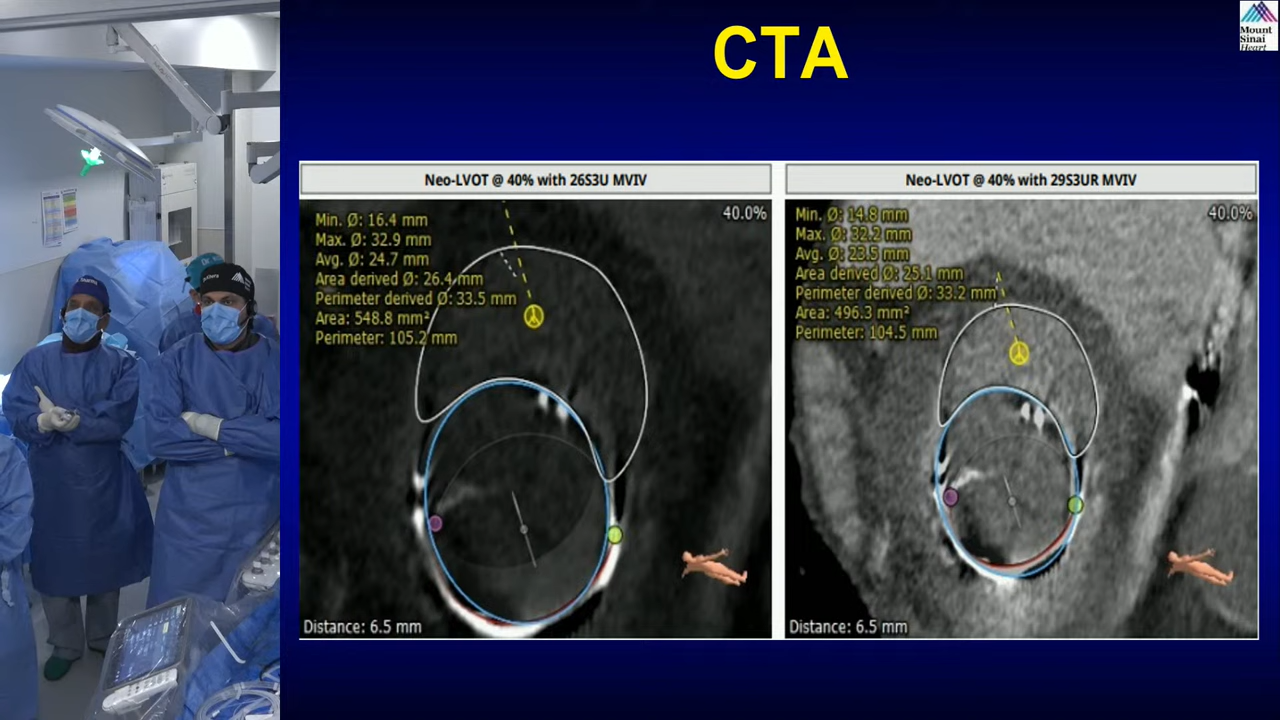 CTA
Mount
Sinai
Heart
Neo-LVOT @ 40% with 26S3U MVIV
Min. Ø: 16.4 mm
Max. Ø: 32.9 mm
Avg. Ø: 24.7 mm
Area derived Ø: 26.4 mm
Perimeter derived Ø: 33.5 mm
Area: 548.8 mm²
Perimeter: 105.2 mm
40.0%
Distance: 6.5 mm
Neo-LVOT @ 40% with 29S3UR MVIV
Min. Ø: 14.8 mm
Max. Ø: 32.2 mm
Avg. Ø: 23.5 mm
Area derived Ø: 25.1 mm
Perimeter derived Ø: 33.2 mm
Area: 496.3 mm²
Perimeter: 104.5 mm
40.0%
Distance: 6.5 mm